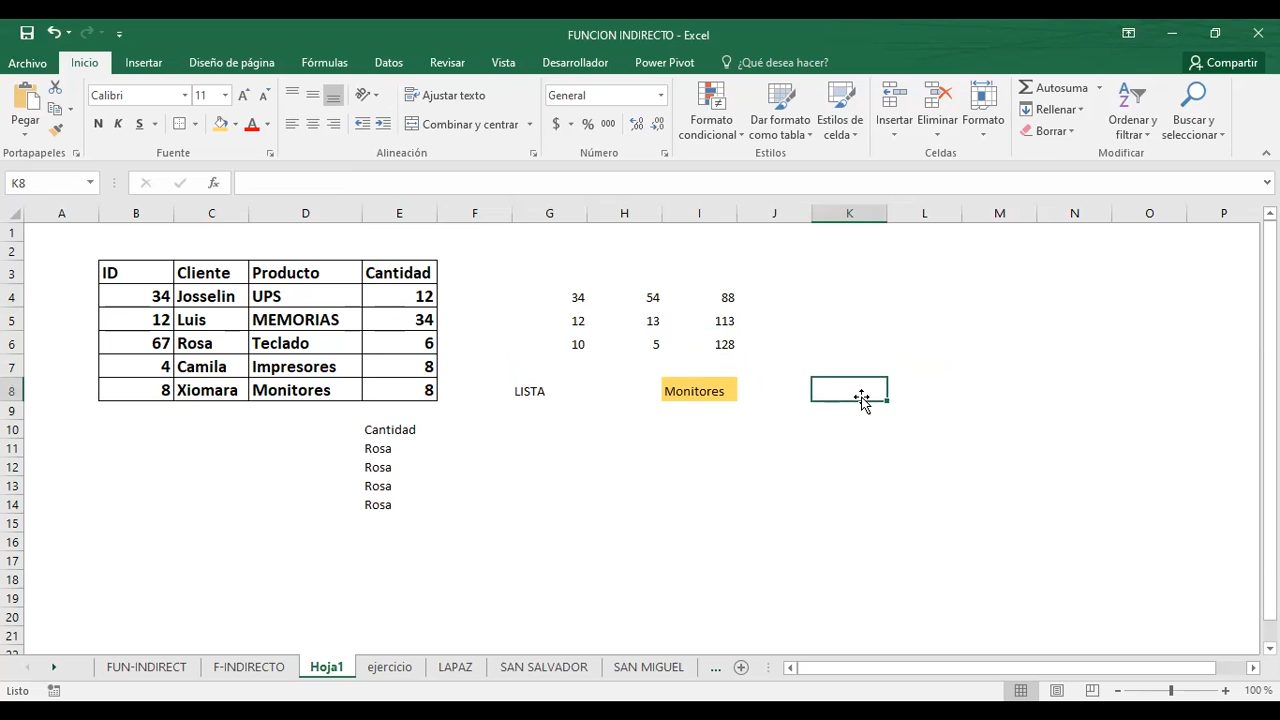 FUNCION INDIRECTO - Excel
Archivo Inicio Insertar Diseño de página Fórmulas Datos Revisar Vista Desarrollador Power Pivot ¿Qué desea hacer? Compartir
Pegar
Calibri 11
N K S
Ajustar texto
Combinar y centrar
General
$ % 000
Formato condicional
Dar formato como tabla
Estilos de celda
Insertar Eliminar Formato
Autosuma
Rellenar
Borrar
Ordenar y filtrar
Buscar y seleccionar
Portapapeles Fuente Alineación Número Estilos Celdas Modificar
K8 fx
A B C D E F G H I J K L M N O P
1
2
3 ID Cliente Producto Cantidad
4 34 Josselin UPS 12 34 54 88
5 12 Luis MEMORIAS 34 12 13 113
6 67 Rosa Teclado 6 10 5 128
7 4 Camila Impresores 8
8 8 Xiomara Monitores 8 LISTA Monitores
9
10 Cantidad
11 Rosa
12 Rosa
13 Rosa
14 Rosa
15
16
17
18
19
20
21
22
FUN-INDIRECT F-INDIRECTO Hoja1 ejercicio LAPAZ SAN SALVADOR SAN MIGUEL ...
Listo 100 %